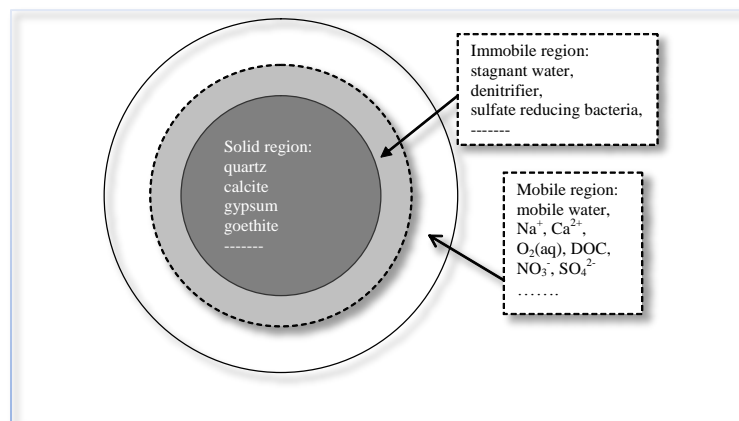 Immobile region:
stagnant water,
denitrifier,
sulfate reducing bacteria,
-------
Solid region:
quartz
calcite
gypsum
goethite
-------
Mobile region:
mobile water,
Na⁺, Ca²⁺,
O₂(aq), DOC,
NO₃⁻, SO₄²⁻
…….